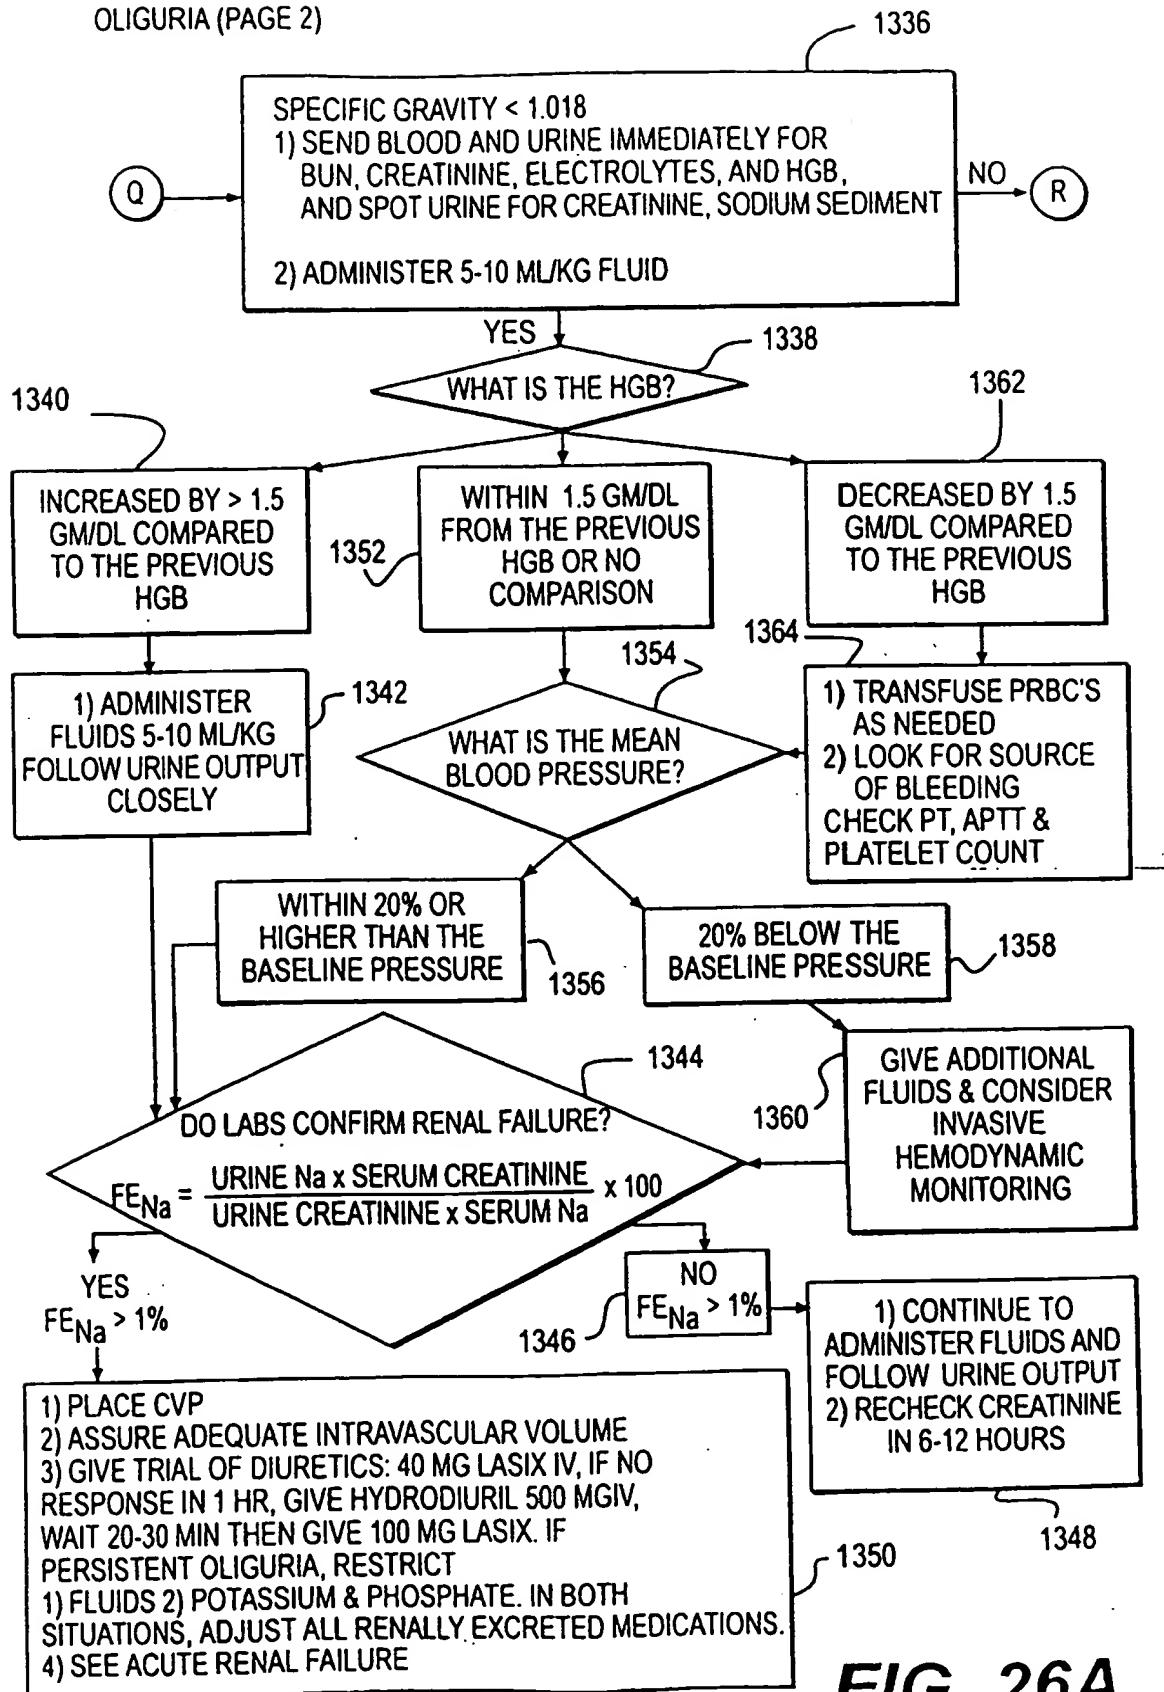 OLIGURIA (PAGE 2)
1336
SPECIFIC GRAVITY < 1.018
1) SEND BLOOD AND URINE IMMEDIATELY FOR
BUN, CREATININE, ELECTROLYTES, AND HGB,
AND SPOT URINE FOR CREATININE, SODIUM SEDIMENT
2) ADMINISTER 5-10 ML/KG FLUID
Q
NO
R
YES
1338
WHAT IS THE HGB?
1340
1362
INCREASED BY > 1.5
GM/DL COMPARED
TO THE PREVIOUS
HGB
1352
WITHIN 1.5 GM/DL
FROM THE PREVIOUS
HGB OR NO
COMPARISON
DECREASED BY 1.5
GM/DL COMPARED
TO THE PREVIOUS
HGB
1364
1354
1342
1) ADMINISTER
FLUIDS 5-10 ML/KG
FOLLOW URINE OUTPUT
CLOSELY
WHAT IS THE MEAN
BLOOD PRESSURE?
1) TRANSFUSE PRBC'S
AS NEEDED
2) LOOK FOR SOURCE
OF BLEEDING
CHECK PT, APTT &
PLATELET COUNT
WITHIN 20% OR
HIGHER THAN THE
BASELINE PRESSURE
1356
20% BELOW THE
BASELINE PRESSURE
1358
1344
1360
GIVE ADDITIONAL
FLUIDS & CONSIDER
INVASIVE
HEMODYNAMIC
MONITORING
DO LABS CONFIRM RENAL FAILURE?
FENa = URINE Na x SERUM CREATININE / URINE CREATININE x SERUM Na x 100
YES
FENa > 1%
NO
FENa > 1%
1346
1) CONTINUE TO
ADMINISTER FLUIDS AND
FOLLOW URINE OUTPUT
2) RECHECK CREATININE
IN 6-12 HOURS
1348
1) PLACE CVP
2) ASSURE ADEQUATE INTRAVASCULAR VOLUME
3) GIVE TRIAL OF DIURETICS: 40 MG LASIX IV, IF NO
RESPONSE IN 1 HR, GIVE HYDRODIURIL 500 MGIV,
WAIT 20-30 MIN THEN GIVE 100 MG LASIX. IF
PERSISTENT OLIGURIA, RESTRICT
1) FLUIDS 2) POTASSIUM & PHOSPHATE. IN BOTH
SITUATIONS, ADJUST ALL RENALLY EXCRETED MEDICATIONS.
4) SEE ACUTE RENAL FAILURE
1350
FIG. 26A